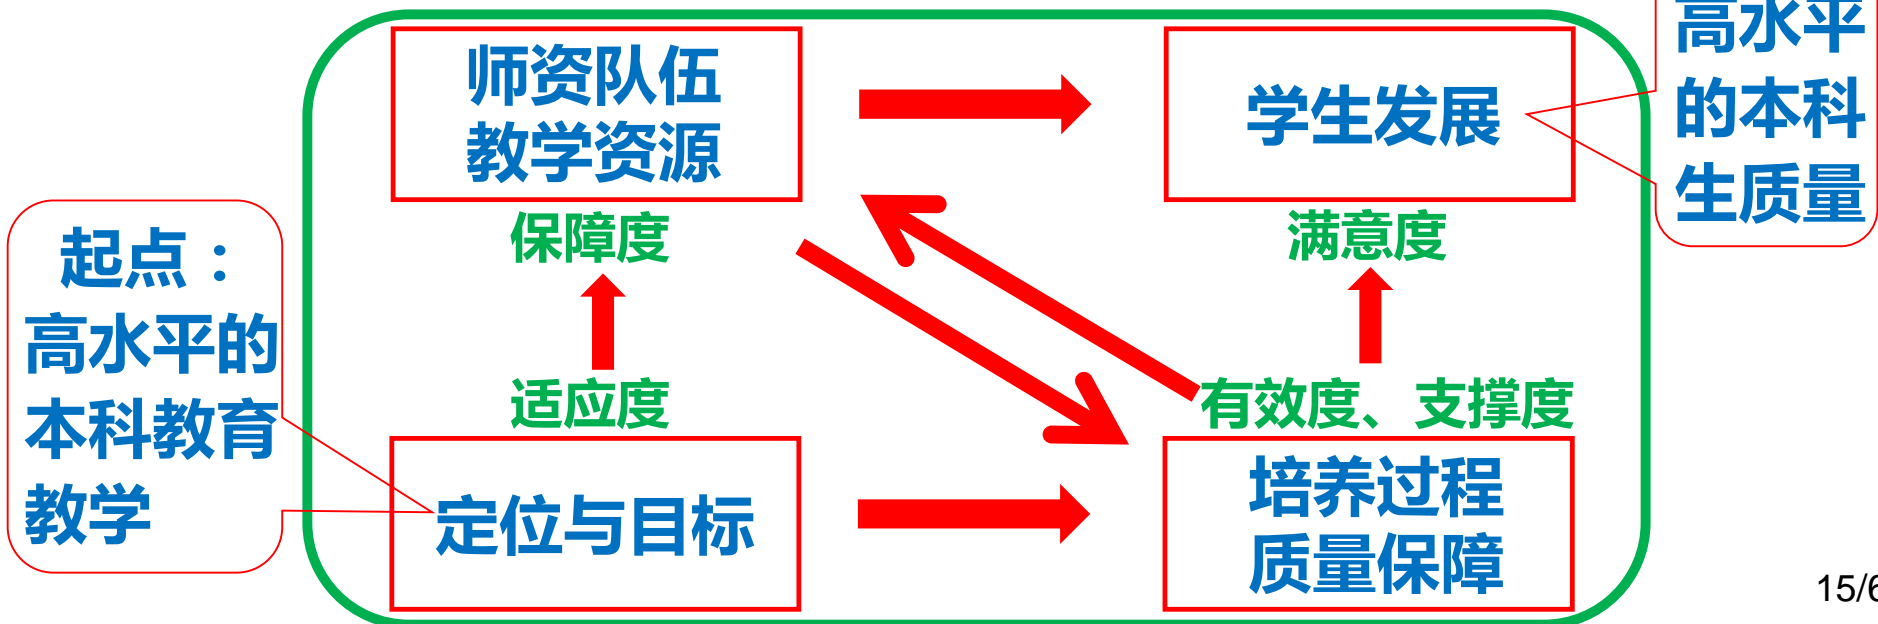 师资队伍
教学资源
保障度
学生发展
满意度
高水平
的本科
生质量
起点：
高水平的
本科教育
教学
适应度
定位与目标
有效度、支撑度
培养过程
质量保障
15/6